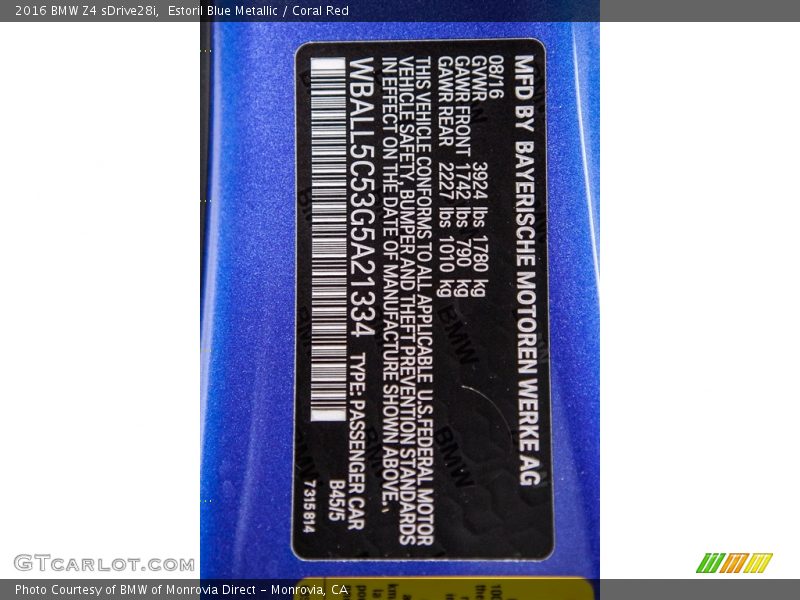 2016 BMW Z4 sDrive28i, Estoril Blue Metallic / Coral Red
MFD BY BAYERISCHE MOTOREN WERKE AG
08/16
GVWR 3924 lbs 1780 kg
GAWR FRONT 1742 lbs 790 kg
GAWR REAR 2227 lbs 1010 kg
THIS VEHICLE CONFORMS TO ALL APPLICABLE U.S.FEDERAL MOTOR
VEHICLE SAFETY, BUMPER AND THEFT PREVENTION STANDARDS
IN EFFECT ON THE DATE OF MANUFACTURE SHOWN ABOVE.
WBALL5C53G5A21334 TYPE: PASSENGER CAR
B45/5
7315814
BMW
BMW
GTCarlot.com
Photo Courtesy of BMW of Monrovia Direct – Monrovia, CA